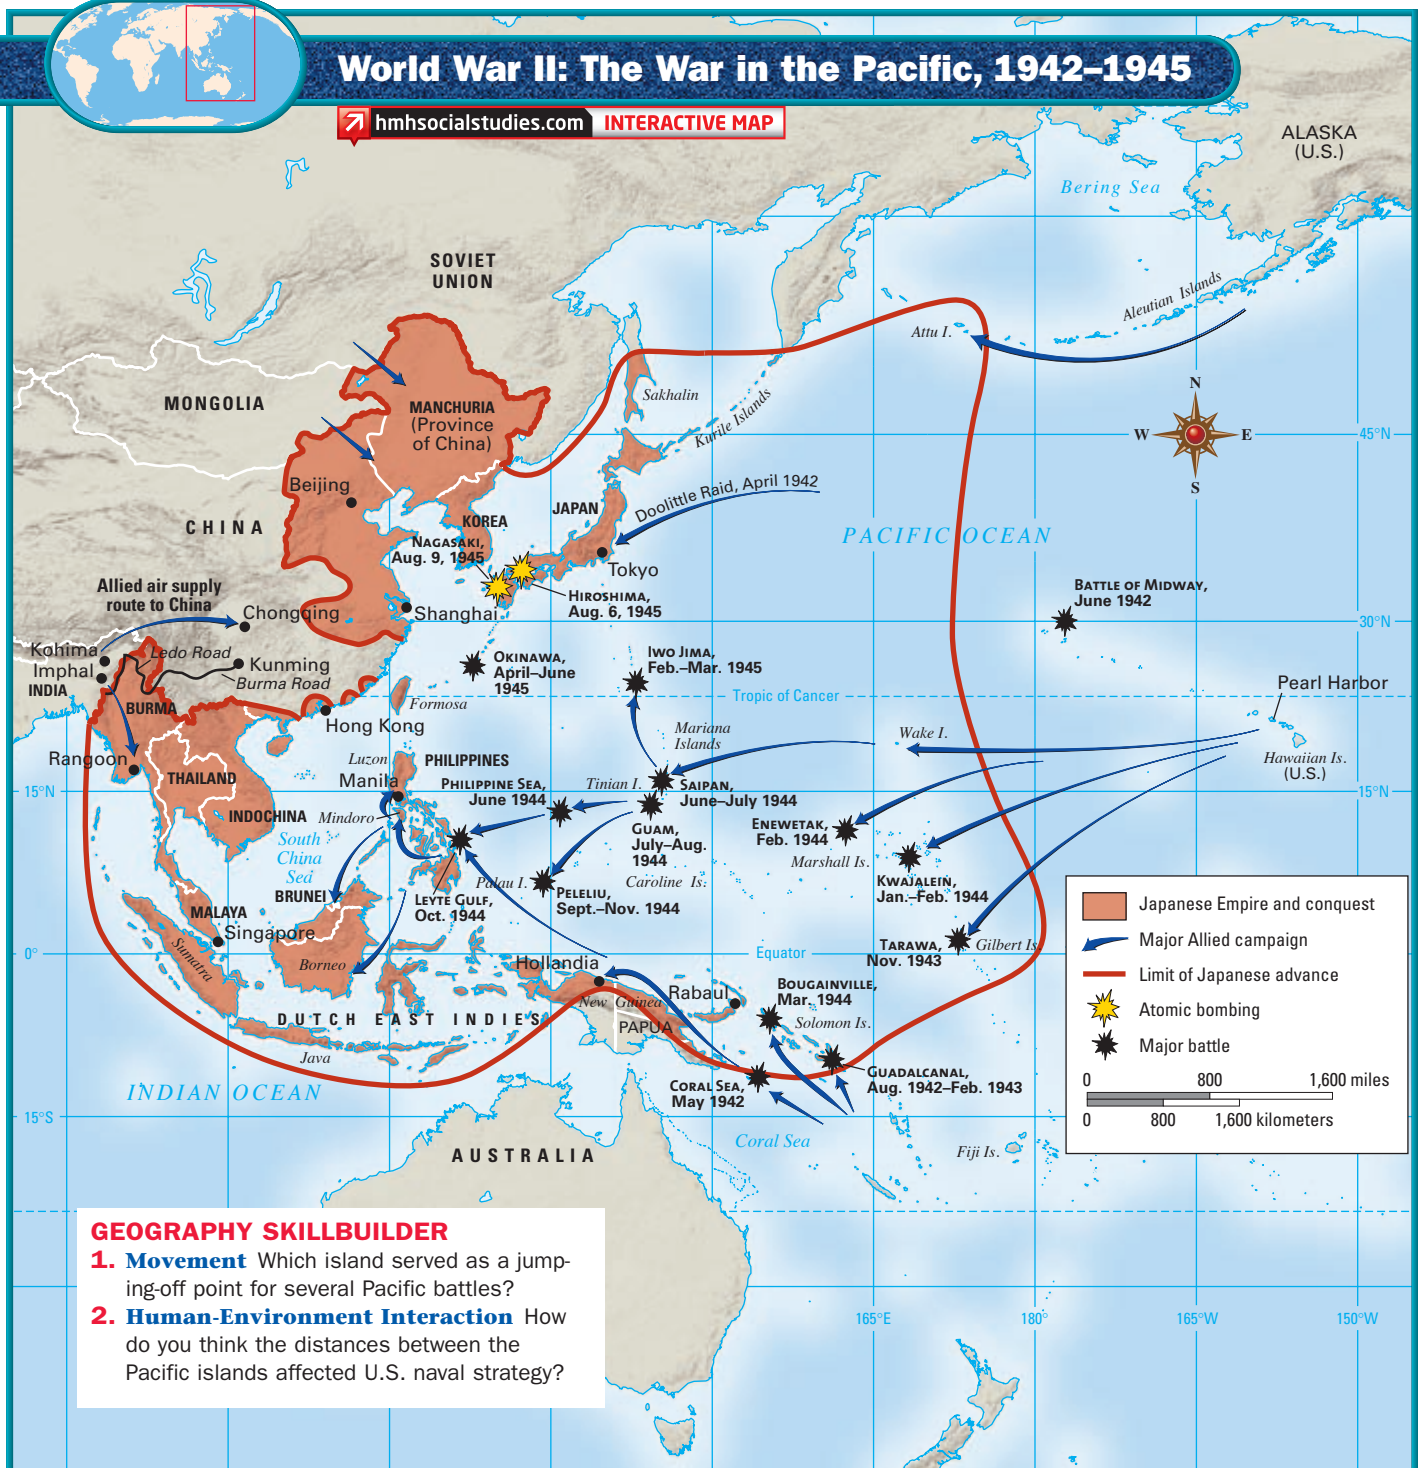 World War II: The War in the Pacific, 1942–1945
hmhsocialstudies.com INTERACTIVE MAP
ALASKA
(U.S.)
Bering Sea
SOVIET
UNION
Aleutian Islands
Attu I.
MONGOLIA
MANCHURIA
(Province
of China)
Sakhalin
Kurile Islands
N
W
E
S
45°N
Beijing
Doolittle Raid, April 1942
JAPAN
CHINA
KOREA
PACIFIC OCEAN
NAGASAKI,
Aug. 9, 1945
Tokyo
Allied air supply
route to China
HIROSHIMA,
Aug. 6, 1945
BATTLE OF MIDWAY,
June 1942
Chongqing
Shanghai
30°N
Kohima
Imphal
INDIA
Ledo Road
Kunming
Burma Road
OKINAWA,
April–June
1945
IWO JIMA,
Feb.–Mar. 1945
Tropic of Cancer
Pearl Harbor
BURMA
Formosa
Hong Kong
Mariana
Islands
Wake I.
Hawaiian Is.
(U.S.)
Rangoon
THAILAND
Luzon
PHILIPPINES
Manila
PHILIPPINE SEA,
June 1944
Tinian I.
SAIPAN,
June–July 1944
15°N
15°N
INDOCHINA
Mindoro
GUAM,
July–Aug.
1944
ENEWETAK,
Feb. 1944
Marshall Is.
South
China
Sea
Palau I.
PELELIU,
Sept.–Nov. 1944
Caroline Is.
KWAJALEIN,
Jan.–Feb. 1944
BRUNEI
LEYTE GULF,
Oct. 1944
MALAYA
Singapore
TARAWA,
Nov. 1943
Gilbert Is.
0°
Equator
Sumatra
Borneo
Hollandia
New Guinea
Rabaul
BOUGAINVILLE,
Mar. 1944
Solomon Is.
PAPUA
DUTCH EAST INDIES
Java
GUADALCANAL,
Aug. 1942–Feb. 1943
CORAL SEA,
May 1942
INDIAN OCEAN
15°S
Coral Sea
Fiji Is.
AUSTRALIA
Japanese Empire and conquest
Major Allied campaign
Limit of Japanese advance
Atomic bombing
Major battle
0 800 1,600 miles
0 800 1,600 kilometers
165°E
180°
165°W
150°W
GEOGRAPHY SKILLBUILDER
1. Movement Which island served as a jump-
ing-off point for several Pacific battles?
2. Human-Environment Interaction How
do you think the distances between the
Pacific islands affected U.S. naval strategy?